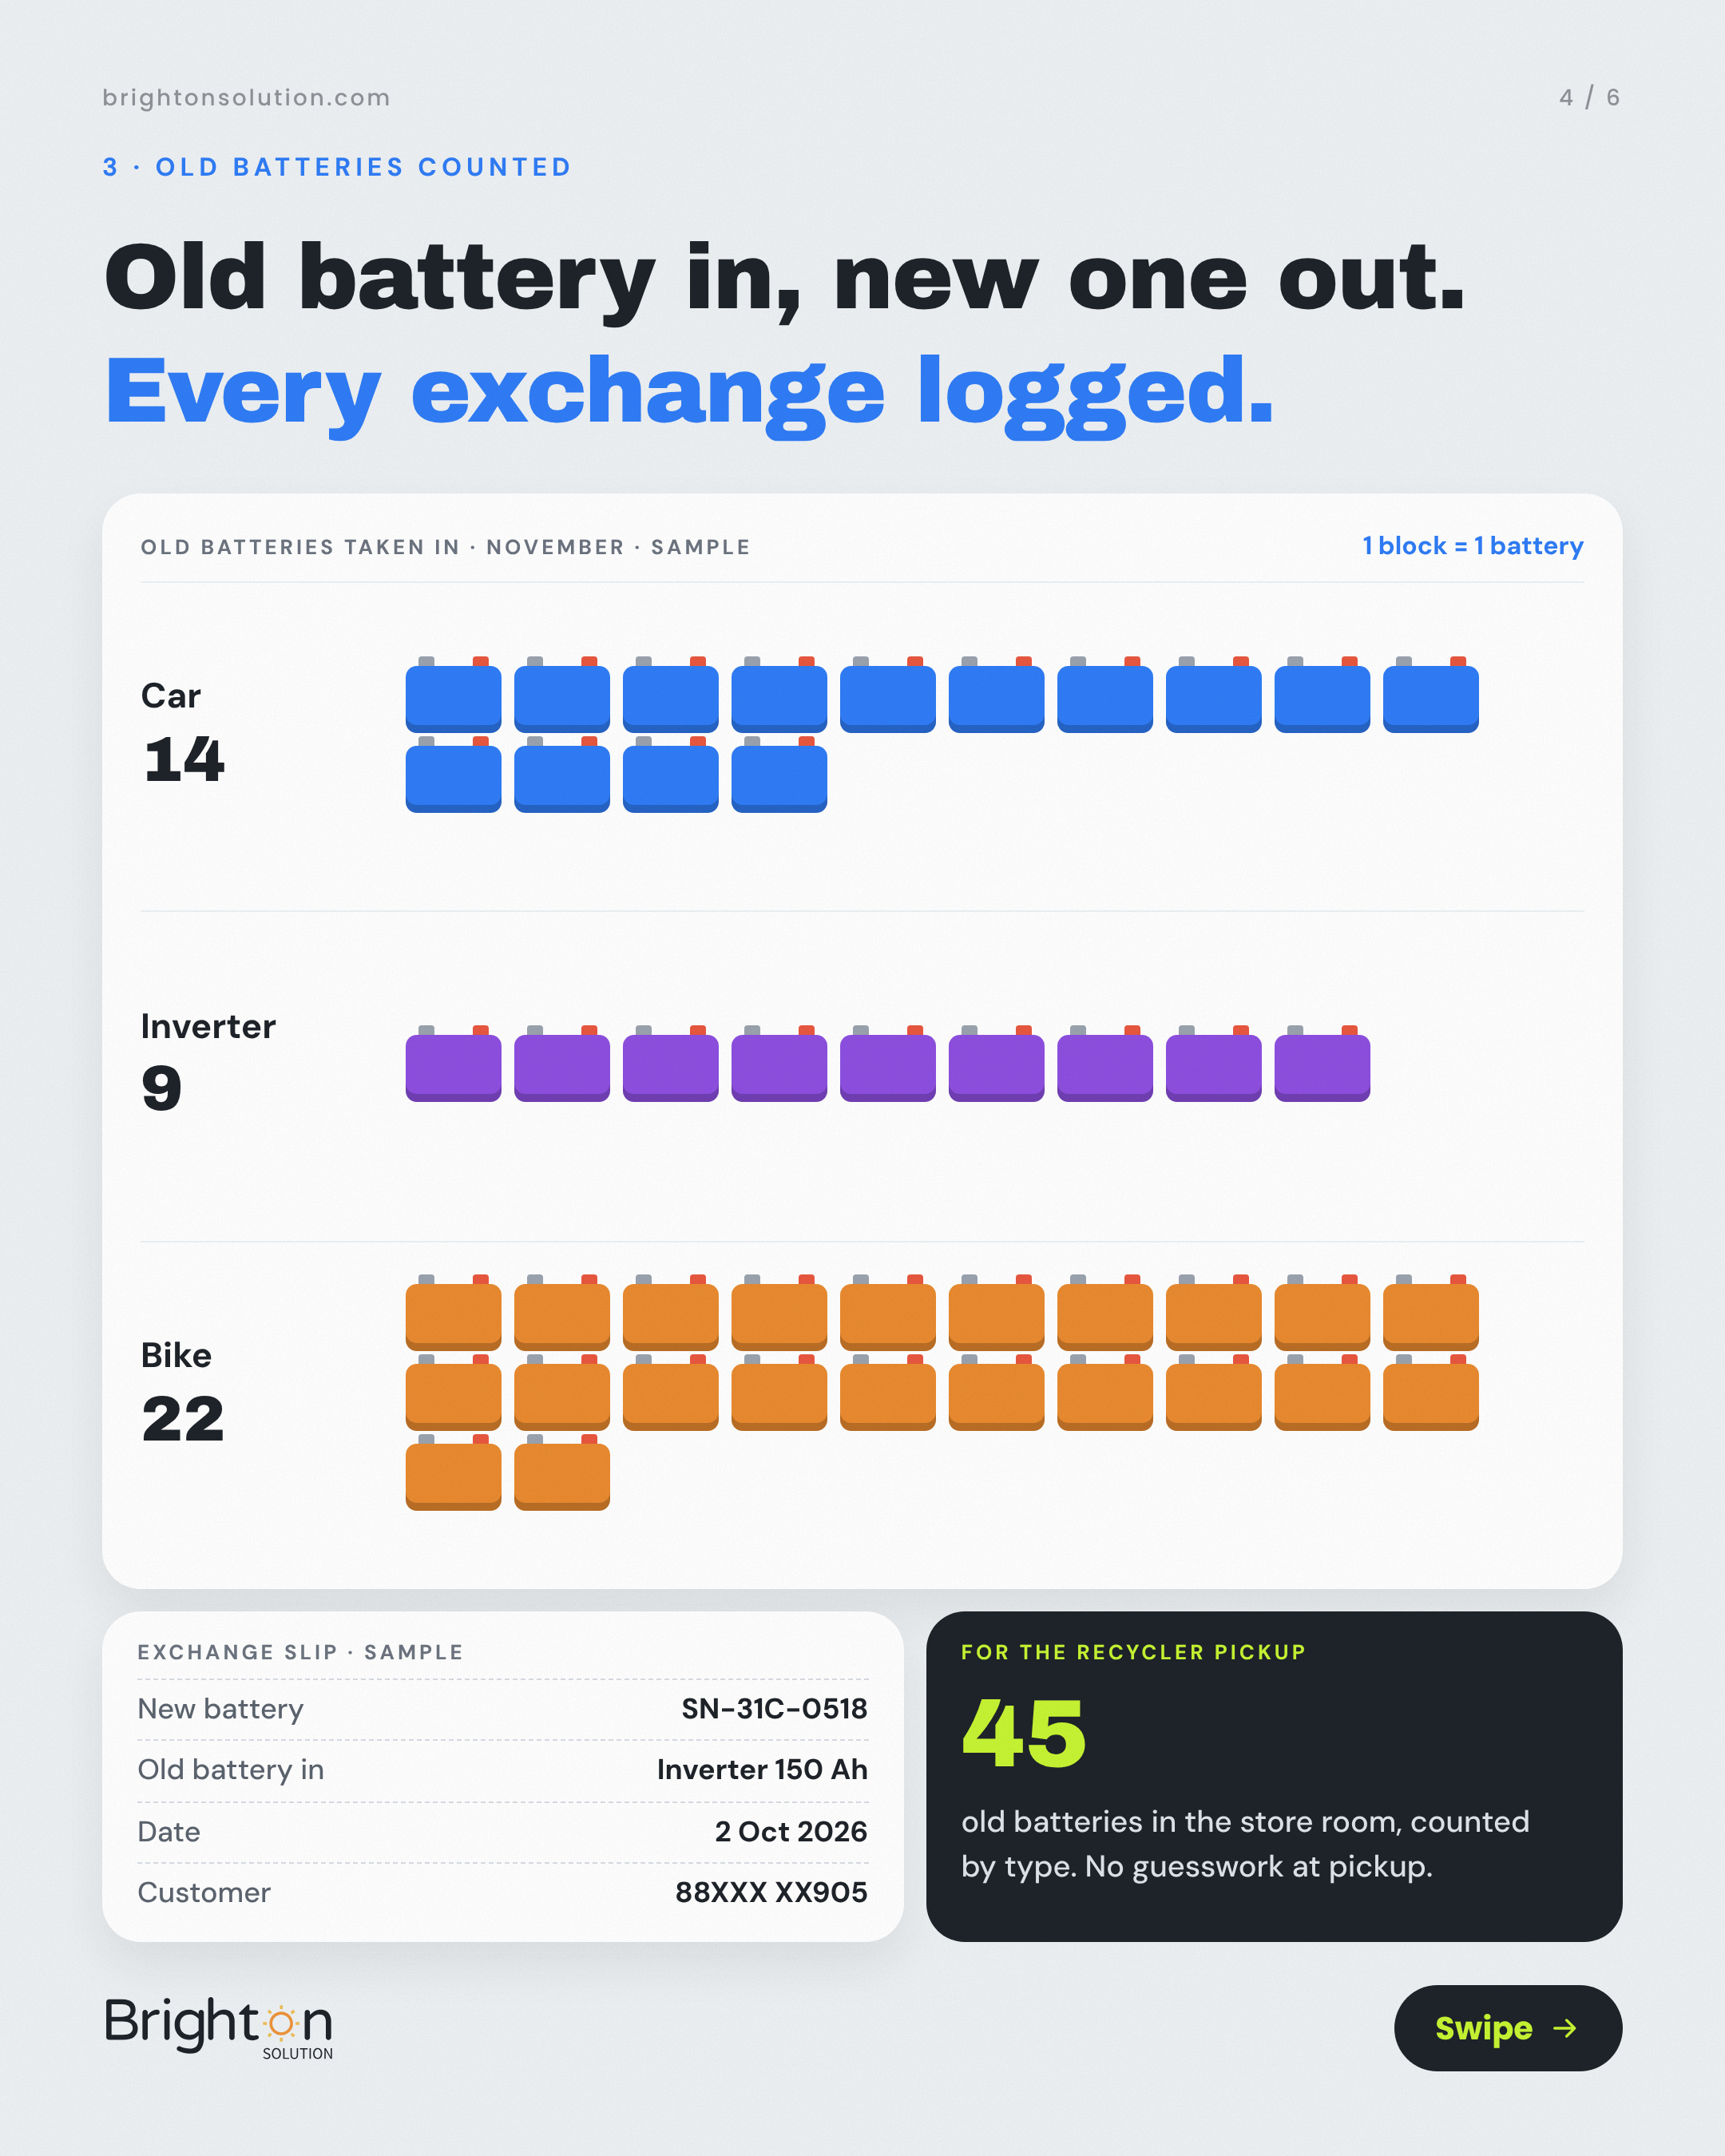 brightonsolution.com
4 / 6
3 · OLD BATTERIES COUNTED
Old battery in, new one out.
Every exchange logged.
OLD BATTERIES TAKEN IN · NOVEMBER · SAMPLE
1 block = 1 battery
Car
14
Inverter
9
Bike
22
EXCHANGE SLIP · SAMPLE
New battery SN-31C-0518
Old battery in Inverter 150 Ah
Date 2 Oct 2026
Customer 88XXX XX905
FOR THE RECYCLER PICKUP
45
old batteries in the store room, counted
by type. No guesswork at pickup.
Brighton
SOLUTION
Swipe →